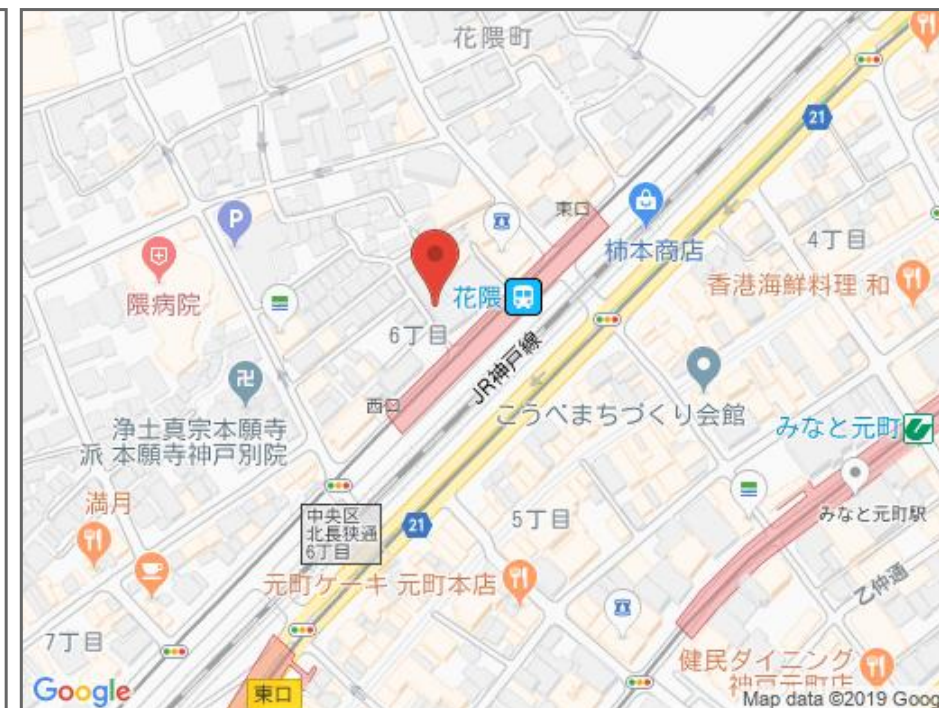 花隈町
21
東口
柿本商店
4丁目
P
隈病院
香港海鮮料理 和
花隈
6丁目
JR神戸線
西口
こうべまちづくり会館
浄土真宗本願寺
派 本願寺神戸別院
みなと元町
満月
中央区
北長狭通
6丁目
21
5丁目
みなと元町駅
元町ケーキ 元町本店
乙仲通
7丁目
健民ダイニング
神戸元町店
Google
東口
Map data ©2019 Goog